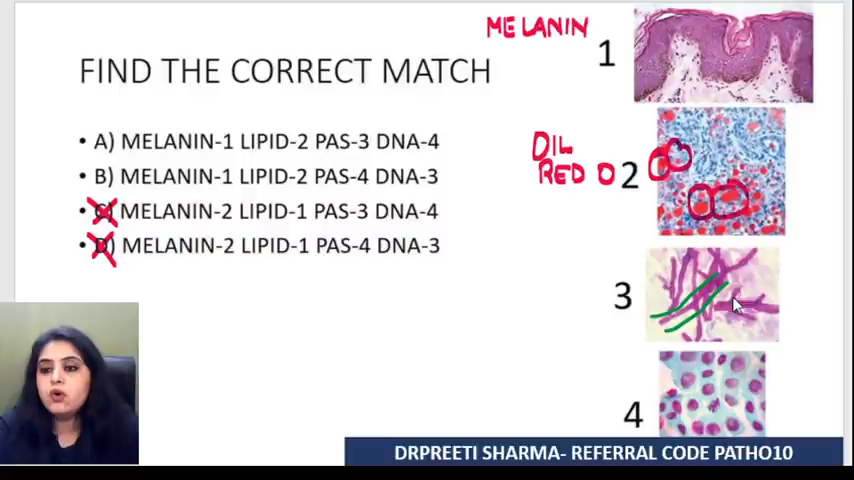 MELANIN
1
FIND THE CORRECT MATCH
• A) MELANIN-1 LIPID-2 PAS-3 DNA-4
• B) MELANIN-1 LIPID-2 PAS-4 DNA-3
• C) MELANIN-2 LIPID-1 PAS-3 DNA-4
• D) MELANIN-2 LIPID-1 PAS-4 DNA-3
OIL
RED O
2
3
4
DRPREETI SHARMA- REFERRAL CODE PATHO10